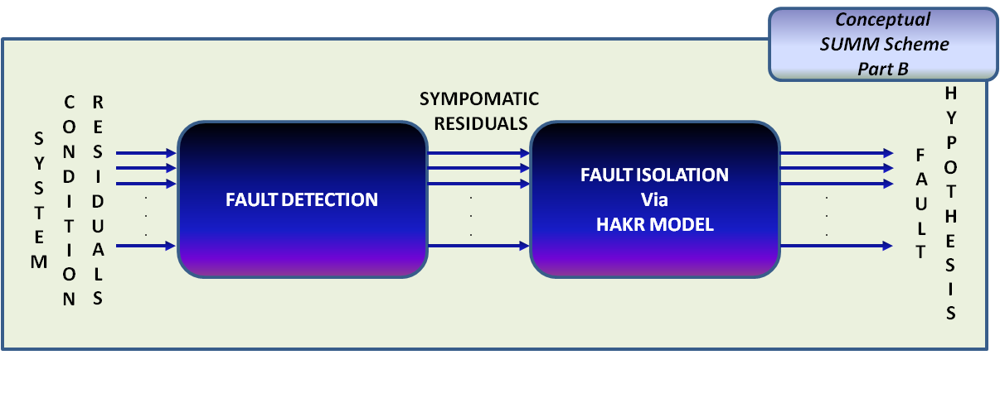 Conceptual
SUMM Scheme
Part B
SYSTEM
CONDITION
RESIDUALS
FAULT DETECTION
SYMPOMATIC
RESIDUALS
FAULT ISOLATION
Via
HAKR MODEL
FAULT
HYPOTHESIS